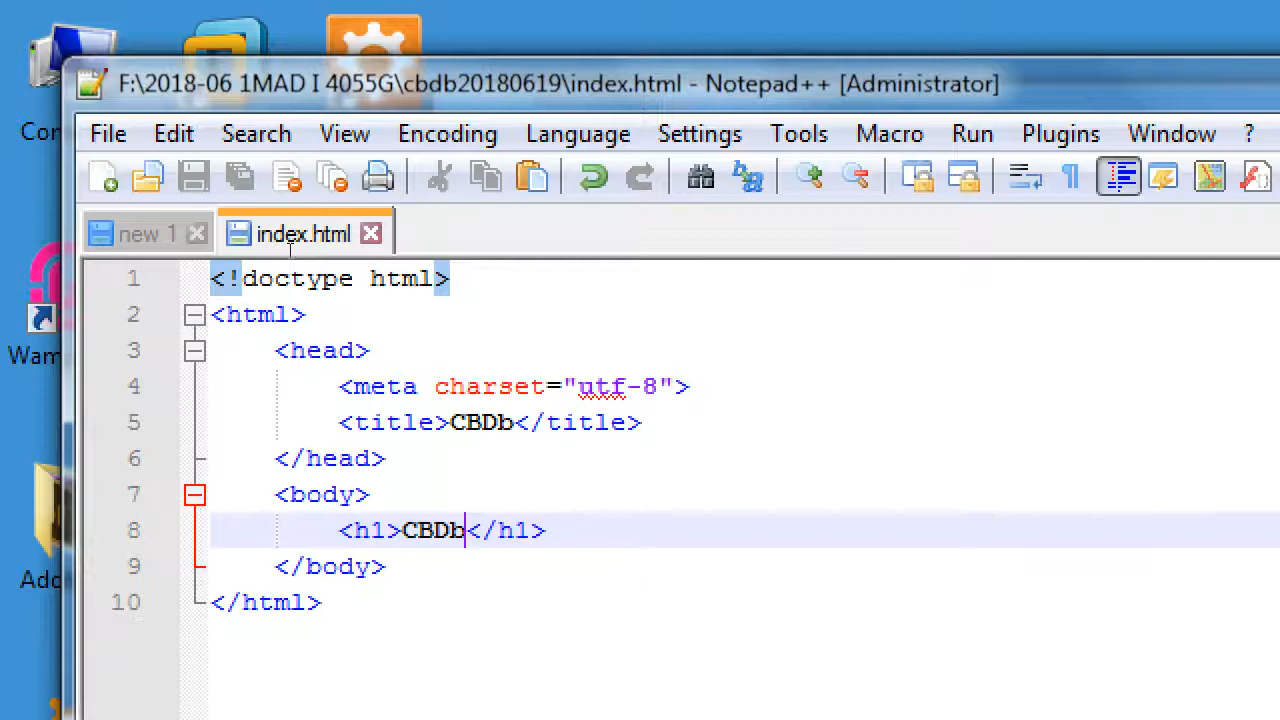 F:\2018-06 1MAD I 4055G\cbdb20180619\index.html - Notepad++ [Administrator]
File Edit Search View Encoding Language Settings Tools Macro Run Plugins Window ?
new 1 index.html
1 <!doctype html>
2 <html>
3 <head>
4 <meta charset="utf-8">
5 <title>CBDb</title>
6 </head>
7 <body>
8 <h1>CBDb</h1>
9 </body>
10 </html>